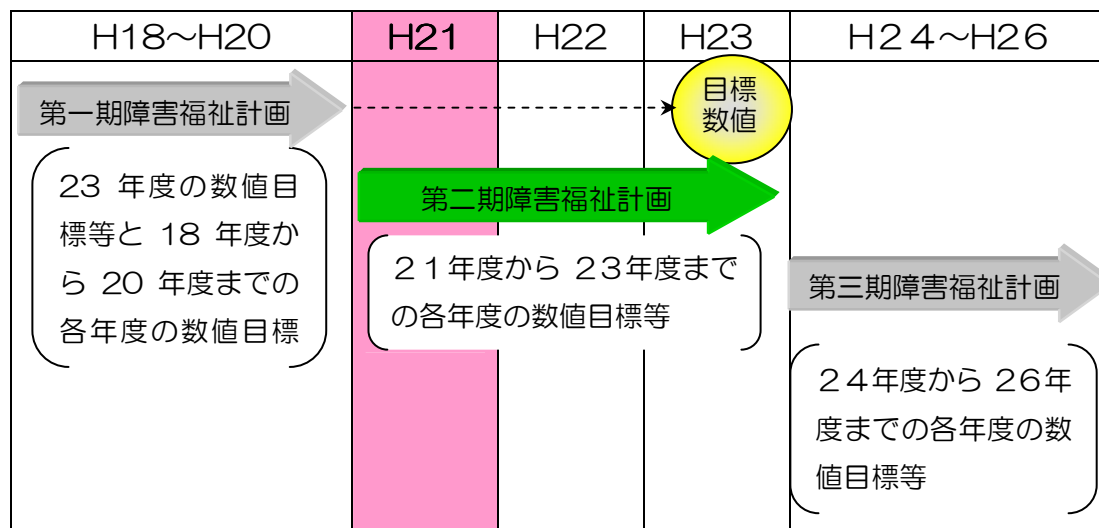 H18～H20
H21
H22
H23
H24～H26
第一期障害福祉計画
目標
数値
23 年度の数値目
標等と 18 年度か
ら 20 年度までの
各年度の数値目標
第二期障害福祉計画
21年度から 23年度まで
の各年度の数値目標等
第三期障害福祉計画
24年度から 26年
度までの各年度の数
値目標等